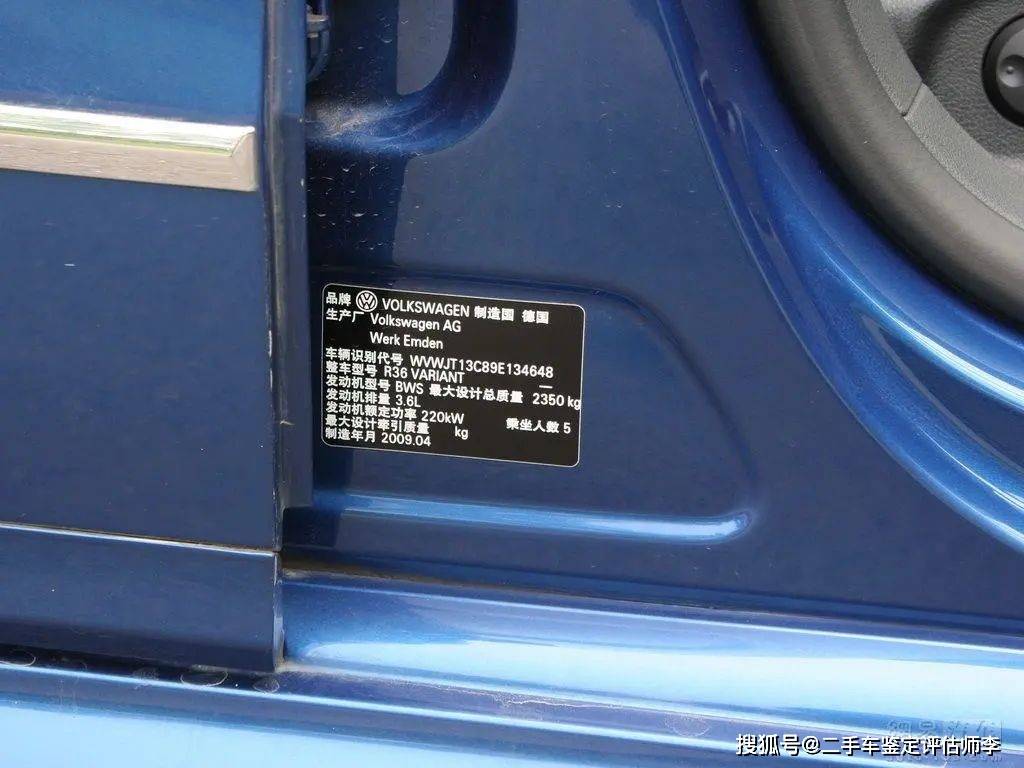 品牌 VOLKSWAGEN 制造国 德国
生产厂 Volkswagen AG
Werk Emden
车辆识别代号 WVWJT13C89E134648
整车型号 R36 VARIANT —
发动机型号 BWS 最大设计总质量 2350 kg
发动机排量 3.6L
发动机额定功率 220kW 乘坐人数 5
最大设计牵引质量 kg
制造年月 2009.04
搜狐号@二手车鉴定评估师李